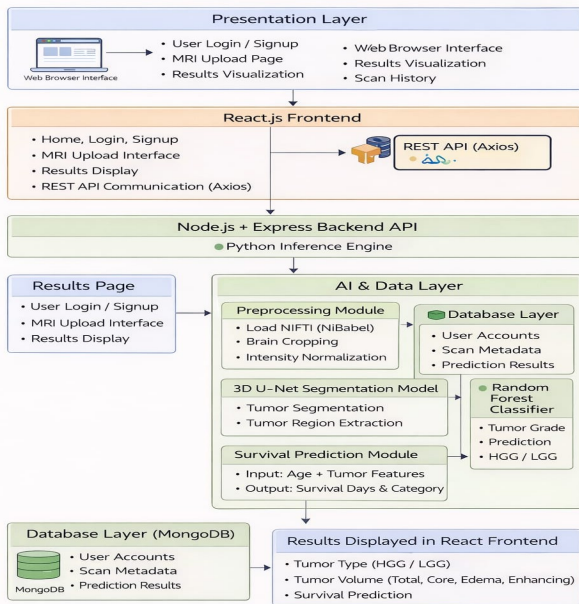 Presentation Layer
Web Browser Interface
• User Login / Signup
• MRI Upload Page
• Results Visualization
• Web Browser Interface
• Results Visualization
• Scan History
React.js Frontend
• Home, Login, Signup
• MRI Upload Interface
• Results Display
• REST API Communication (Axios)
REST API (Axios)
Node.js + Express Backend API
Python Inference Engine
Results Page
• User Login / Signup
• MRI Upload Interface
• Results Display
AI & Data Layer
Preprocessing Module
• Load NIFTI (NiBabel)
• Brain Cropping
• Intensity Normalization
Database Layer
• User Accounts
• Scan Metadata
• Prediction Results
3D U-Net Segmentation Model
• Tumor Segmentation
• Tumor Region Extraction
Random
Forest
Classifier
• Tumor Grade
• Prediction
• HGG / LGG
Survival Prediction Module
• Input: Age + Tumor Features
• Output: Survival Days & Category
Database Layer (MongoDB)
MongoDB
• User Accounts
• Scan Metadata
• Prediction Results
Results Displayed in React Frontend
• Tumor Type (HGG / LGG)
• Tumor Volume (Total, Core, Edema, Enhancing)
• Survival Prediction